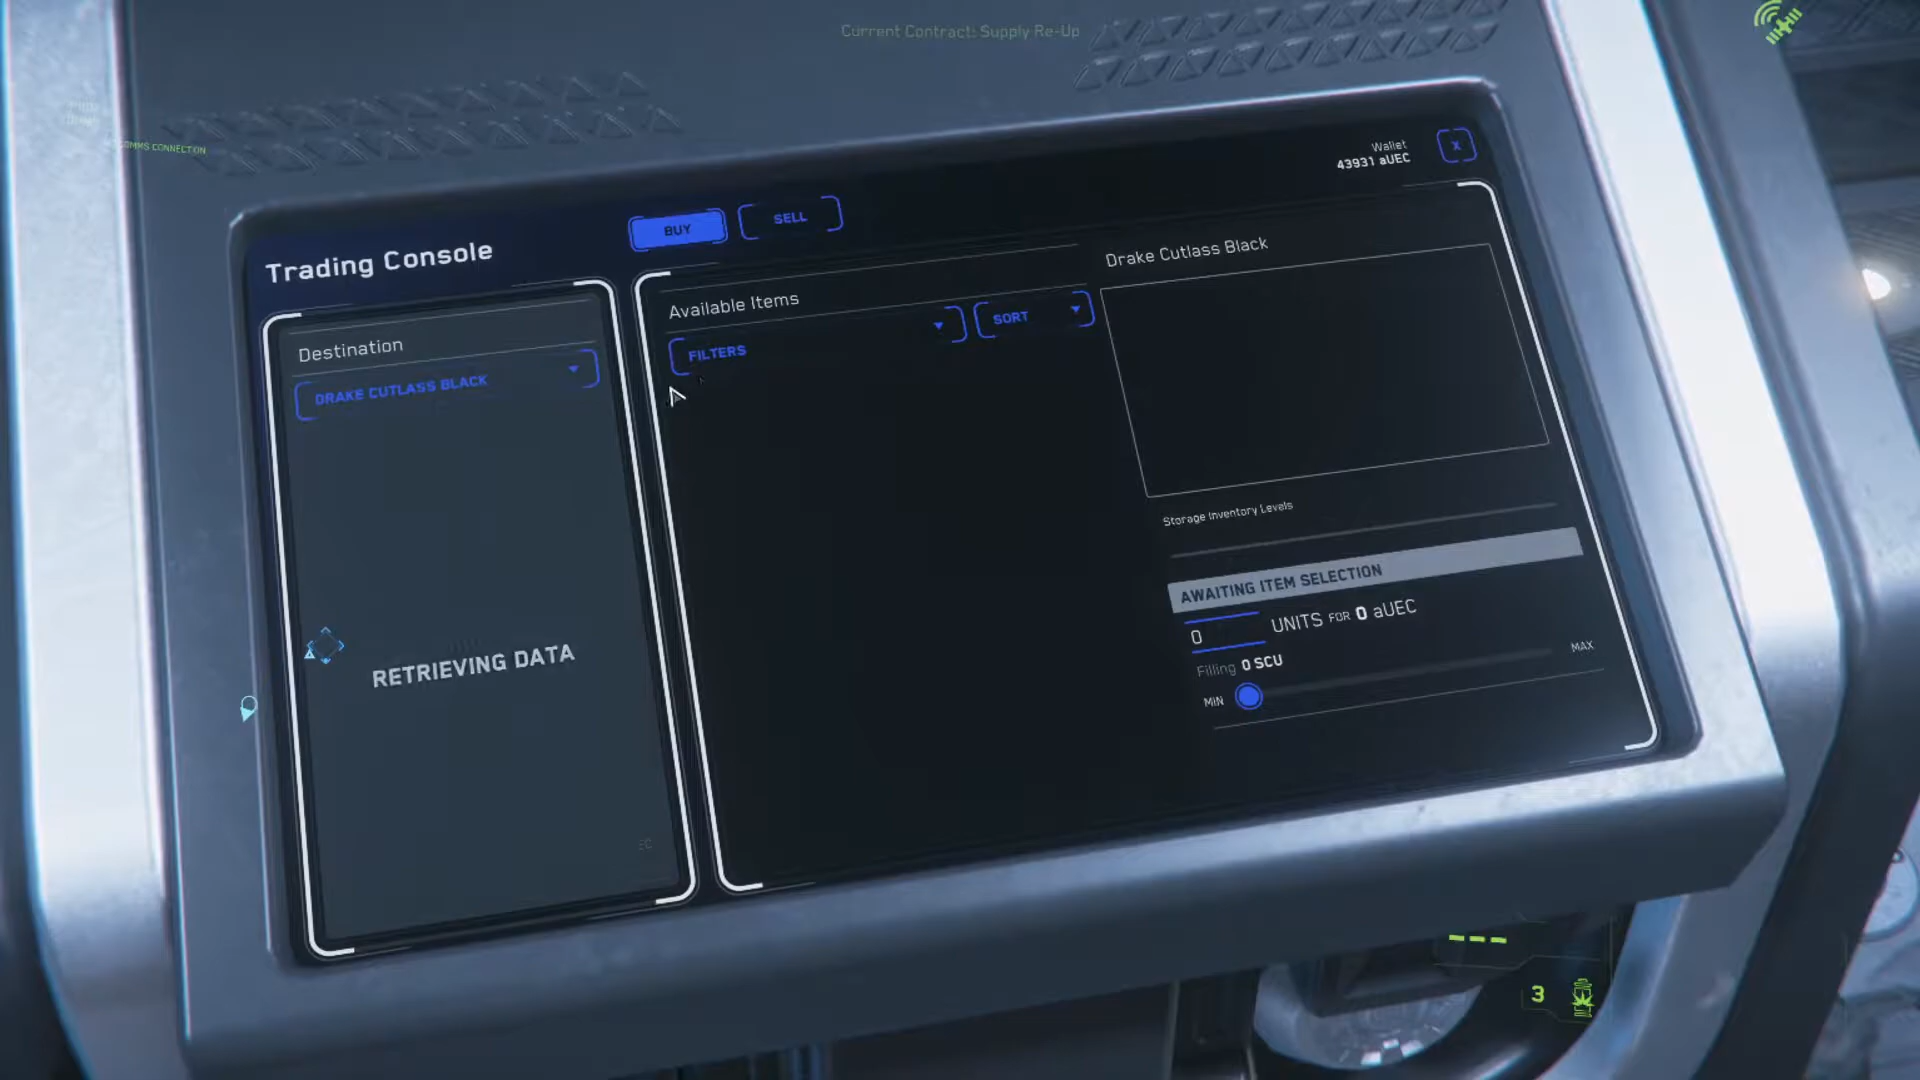 Current Contract: Supply Re-Up
COMMS CONNECTION
Wallet
43931 aUEC
X
BUY
SELL
Trading Console
Destination
DRAKE CUTLASS BLACK
RETRIEVING DATA
Available Items
FILTERS
SORT
Drake Cutlass Black
Storage Inventory Levels
AWAITING ITEM SELECTION
0 UNITS FOR 0 aUEC
Filling 0 SCU
MIN
MAX
3